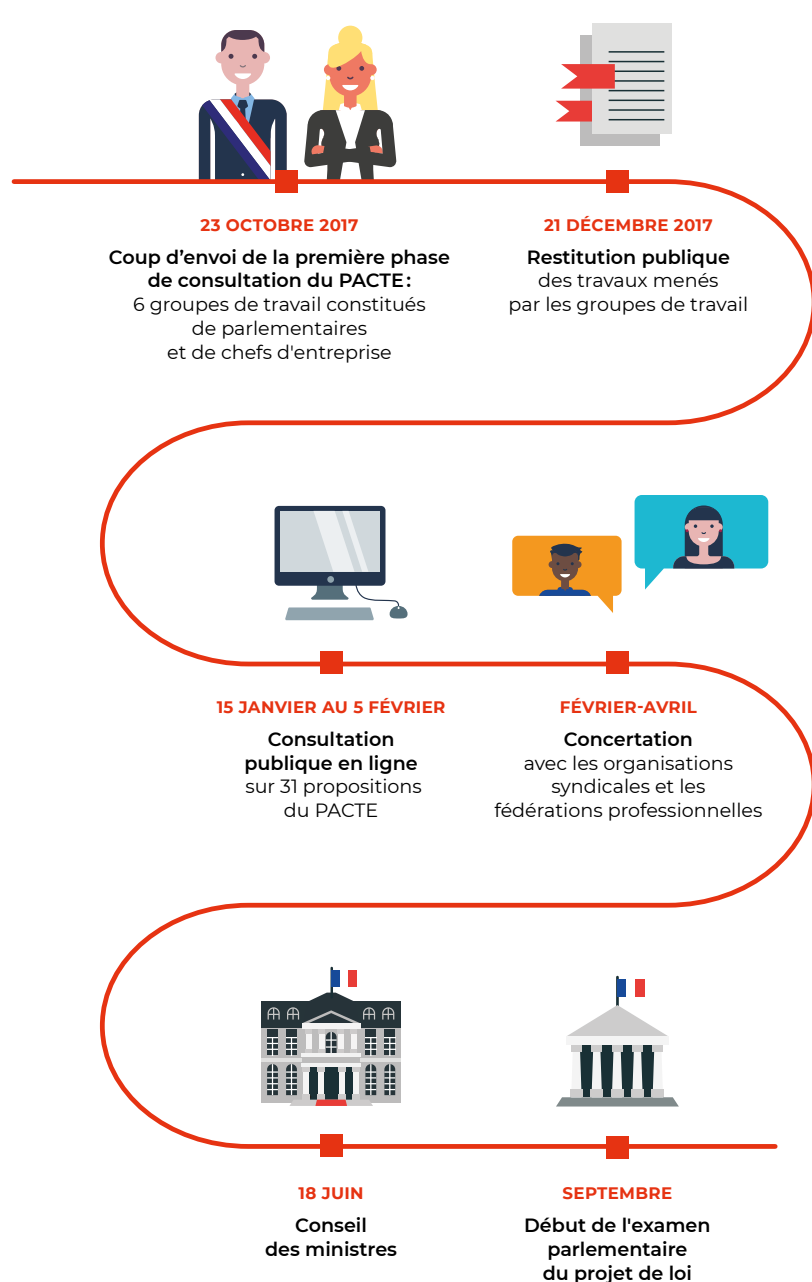 23 OCTOBRE 2017
Coup d'envoi de la première phase
de consultation du PACTE :
6 groupes de travail constitués
de parlementaires
et de chefs d'entreprise
21 DÉCEMBRE 2017
Restitution publique
des travaux menés
par les groupes de travail
15 JANVIER AU 5 FÉVRIER
Consultation
publique en ligne
sur 31 propositions
du PACTE
FÉVRIER-AVRIL
Concertation
avec les organisations
syndicales et les
fédérations professionnelles
18 JUIN
Conseil
des ministres
SEPTEMBRE
Début de l'examen
parlementaire
du projet de loi